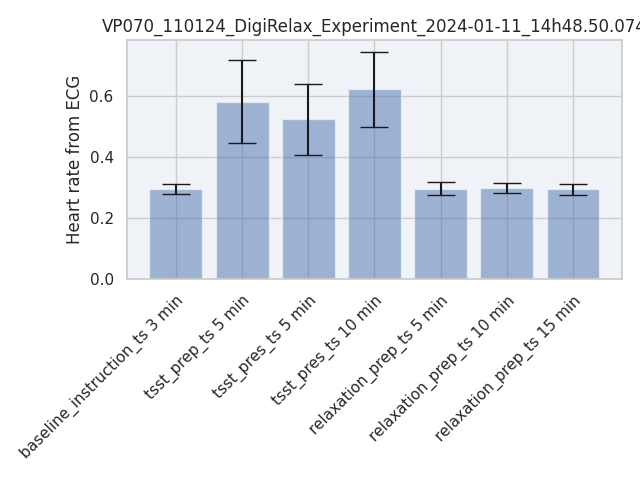 VP070_110124_DigiRelax_Experiment_2024-01-11_14h48.50.074
Heart rate from ECG
0.6
0.4
0.2
0.0
baseline_instruction_ts 3 min
tsst_prep_ts 5 min
tsst_pres_ts 5 min
tsst_pres_ts 10 min
relaxation_prep_ts 5 min
relaxation_prep_ts 10 min
relaxation_prep_ts 15 min